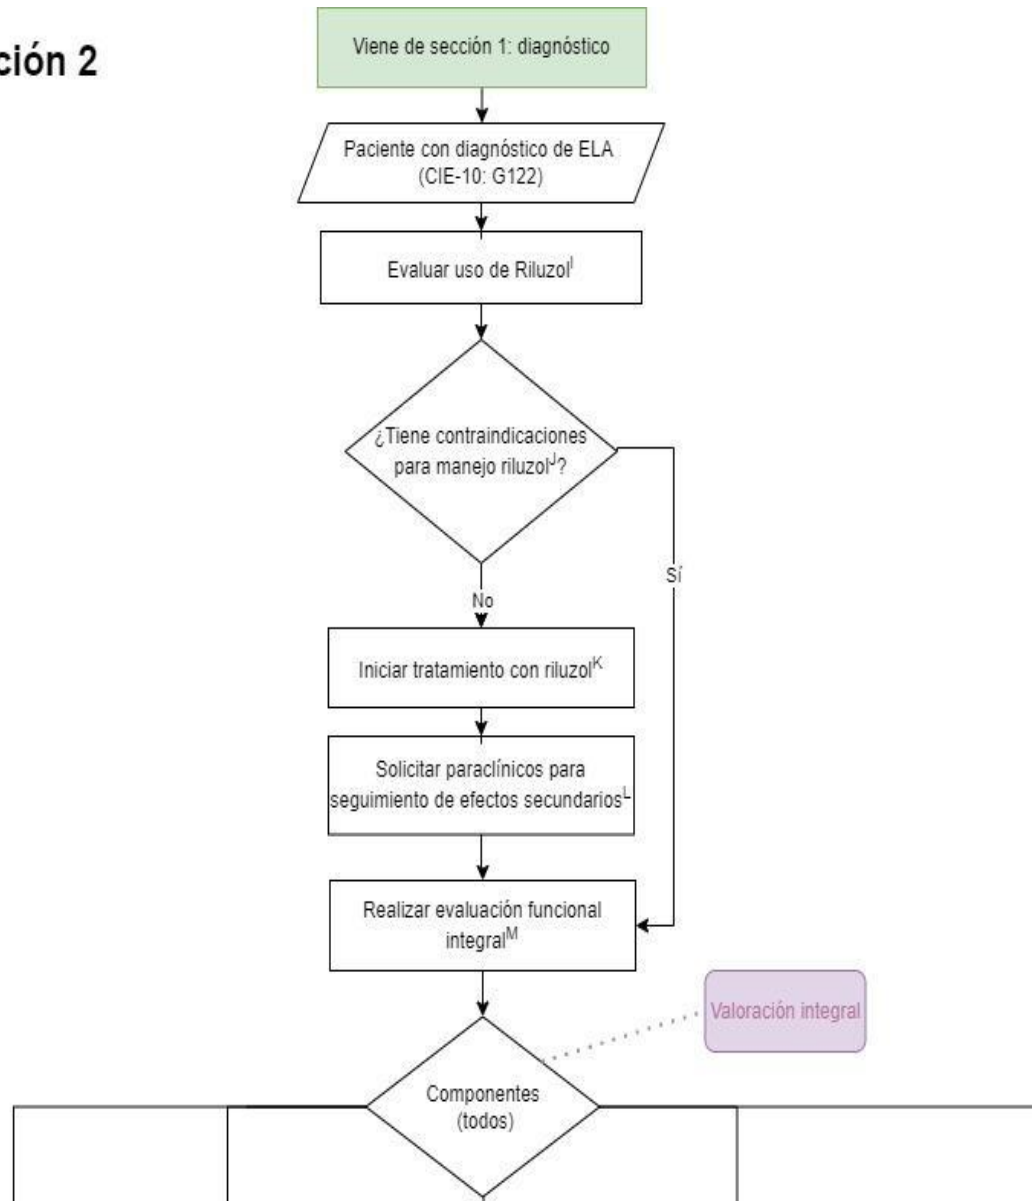 ción 2
Viene de sección 1: diagnóstico
Paciente con diagnóstico de ELA
(CIE-10: G122)
Evaluar uso de Riluzol^I
¿Tiene contraindicaciones
para manejo riluzol^J?
Sí
No
Iniciar tratamiento con riluzol^K
Solicitar paraclínicos para
seguimiento de efectos secundarios^L
Realizar evaluación funcional
integral^M
Valoración integral
Componentes
(todos)